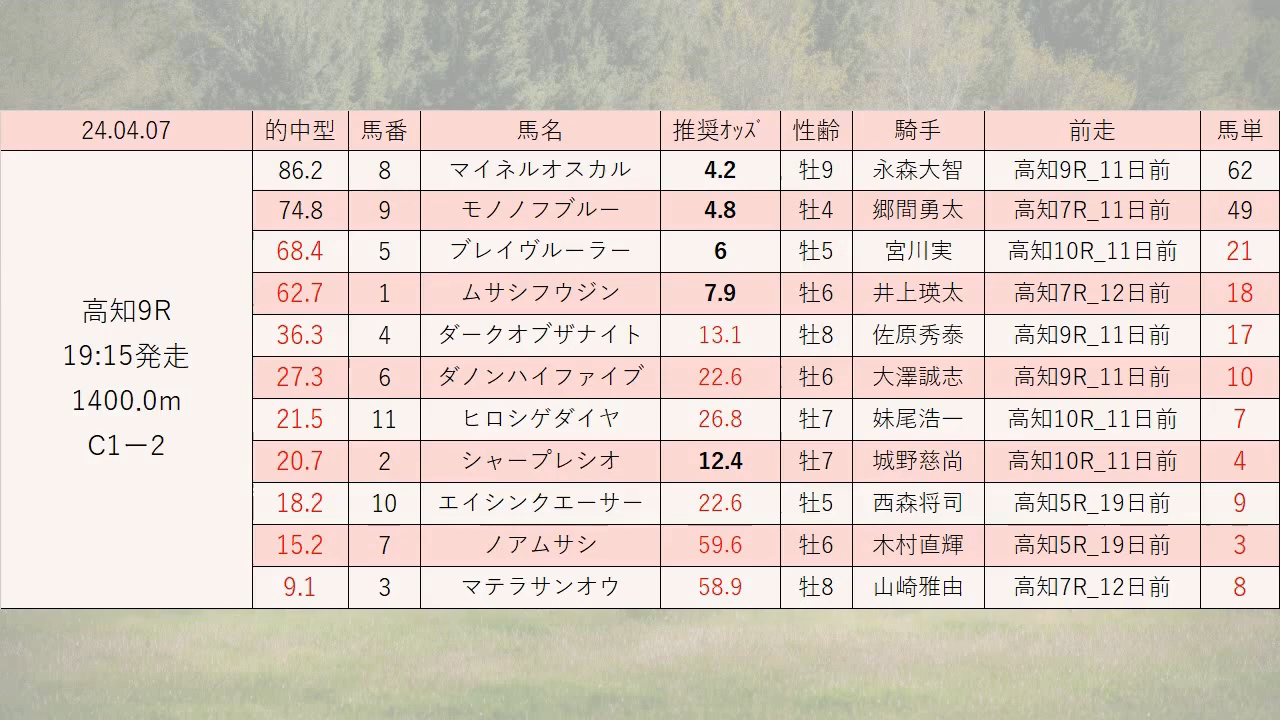 24.04.07 的中型 馬番 馬名 推奨ｵｯｽﾞ 性齢 騎手 前走 馬単
高知9R
19:15発走
1400.0m
C1ー2
86.2 8 マイネルオスカル 4.2 牡9 永森大智 高知9R_11日前 62
74.8 9 モノノフブルー 4.8 牡4 郷間勇太 高知7R_11日前 49
68.4 5 ブレイヴルーラー 6 牡5 宮川実 高知10R_11日前 21
62.7 1 ムサシフウジン 7.9 牡6 井上瑛太 高知7R_12日前 18
36.3 4 ダークオブザナイト 13.1 牡8 佐原秀泰 高知9R_11日前 17
27.3 6 ダノンハイファイブ 22.6 牡6 大澤誠志 高知9R_11日前 10
21.5 11 ヒロシゲダイヤ 26.8 牡7 妹尾浩一 高知10R_11日前 7
20.7 2 シャープレシオ 12.4 牡7 城野慈尚 高知10R_11日前 4
18.2 10 エイシンクエーサー 22.6 牡5 西森将司 高知5R_19日前 9
15.2 7 ノアムサシ 59.6 牡6 木村直輝 高知5R_19日前 3
9.1 3 マテラサンオウ 58.9 牡8 山崎雅由 高知7R_12日前 8